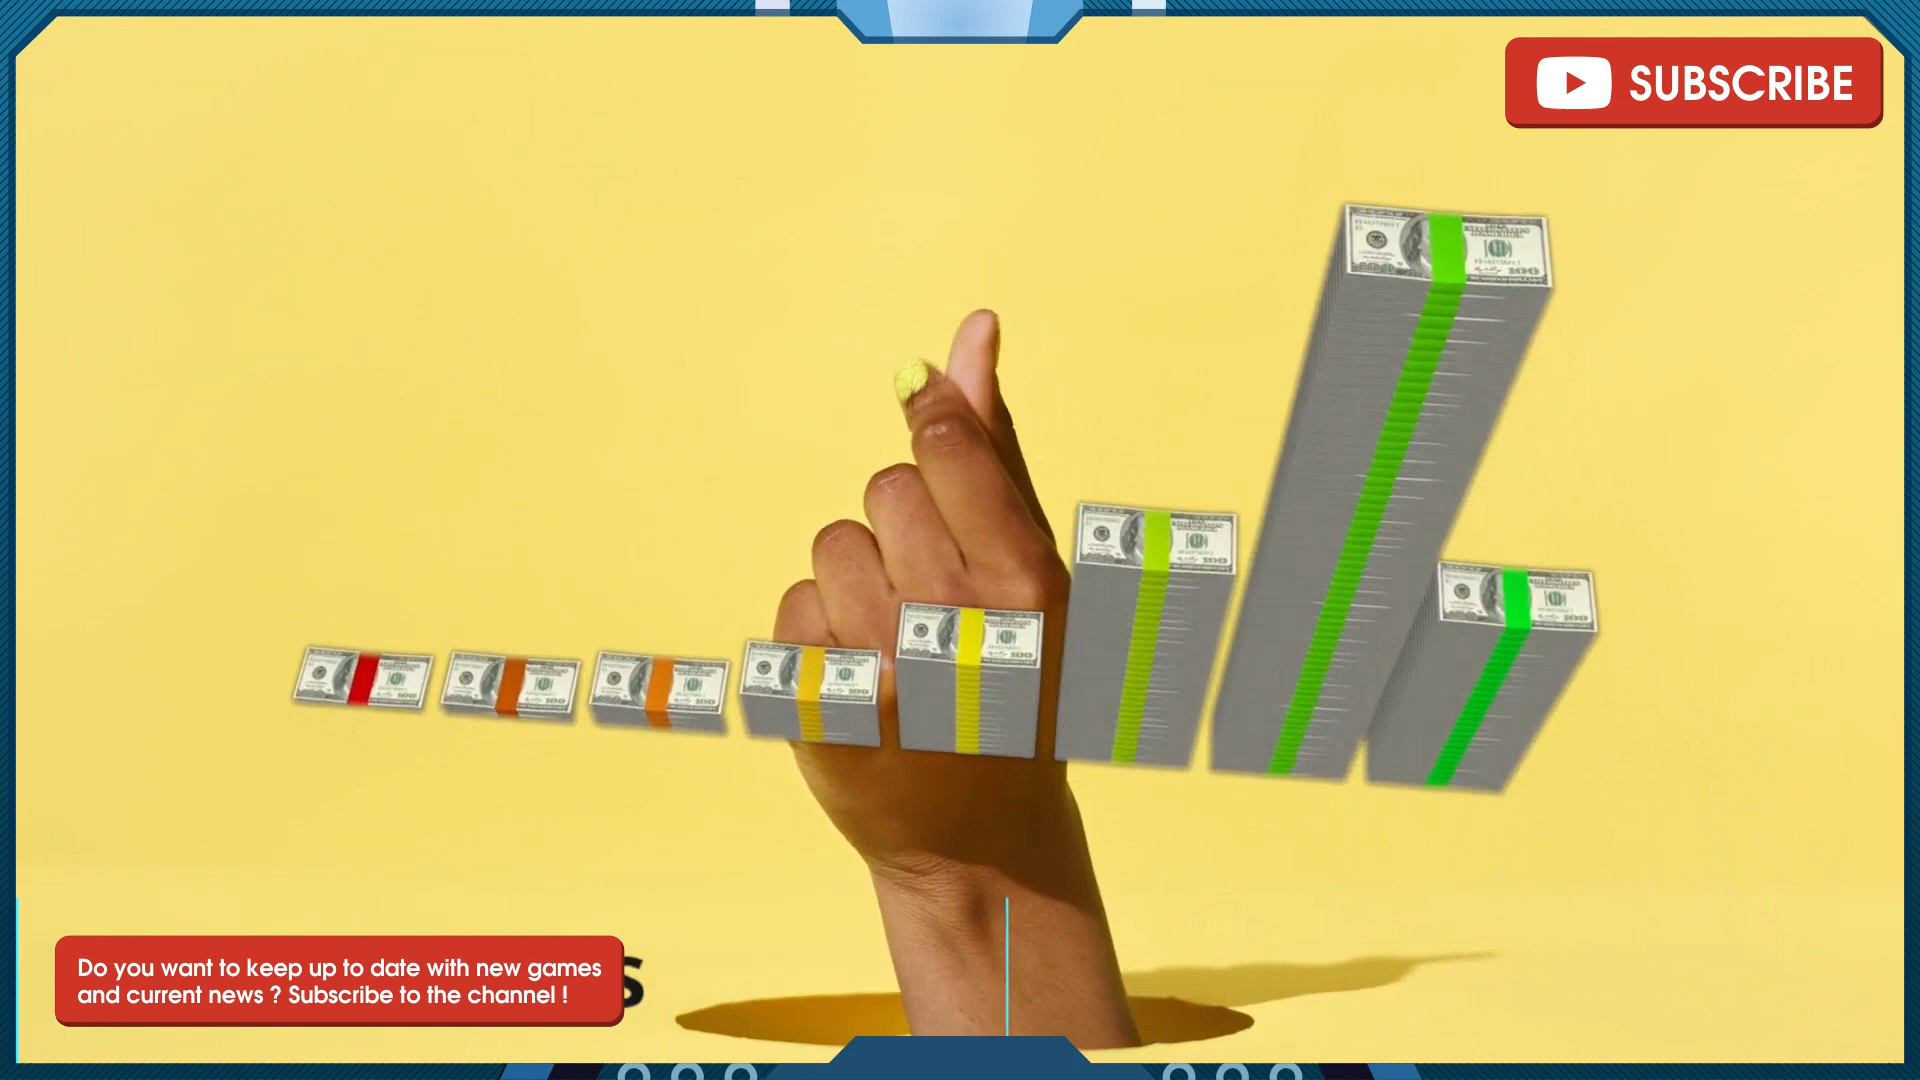 SUBSCRIBE
Do you want to keep up to date with new games
and current news ? Subscribe to the channel !
s